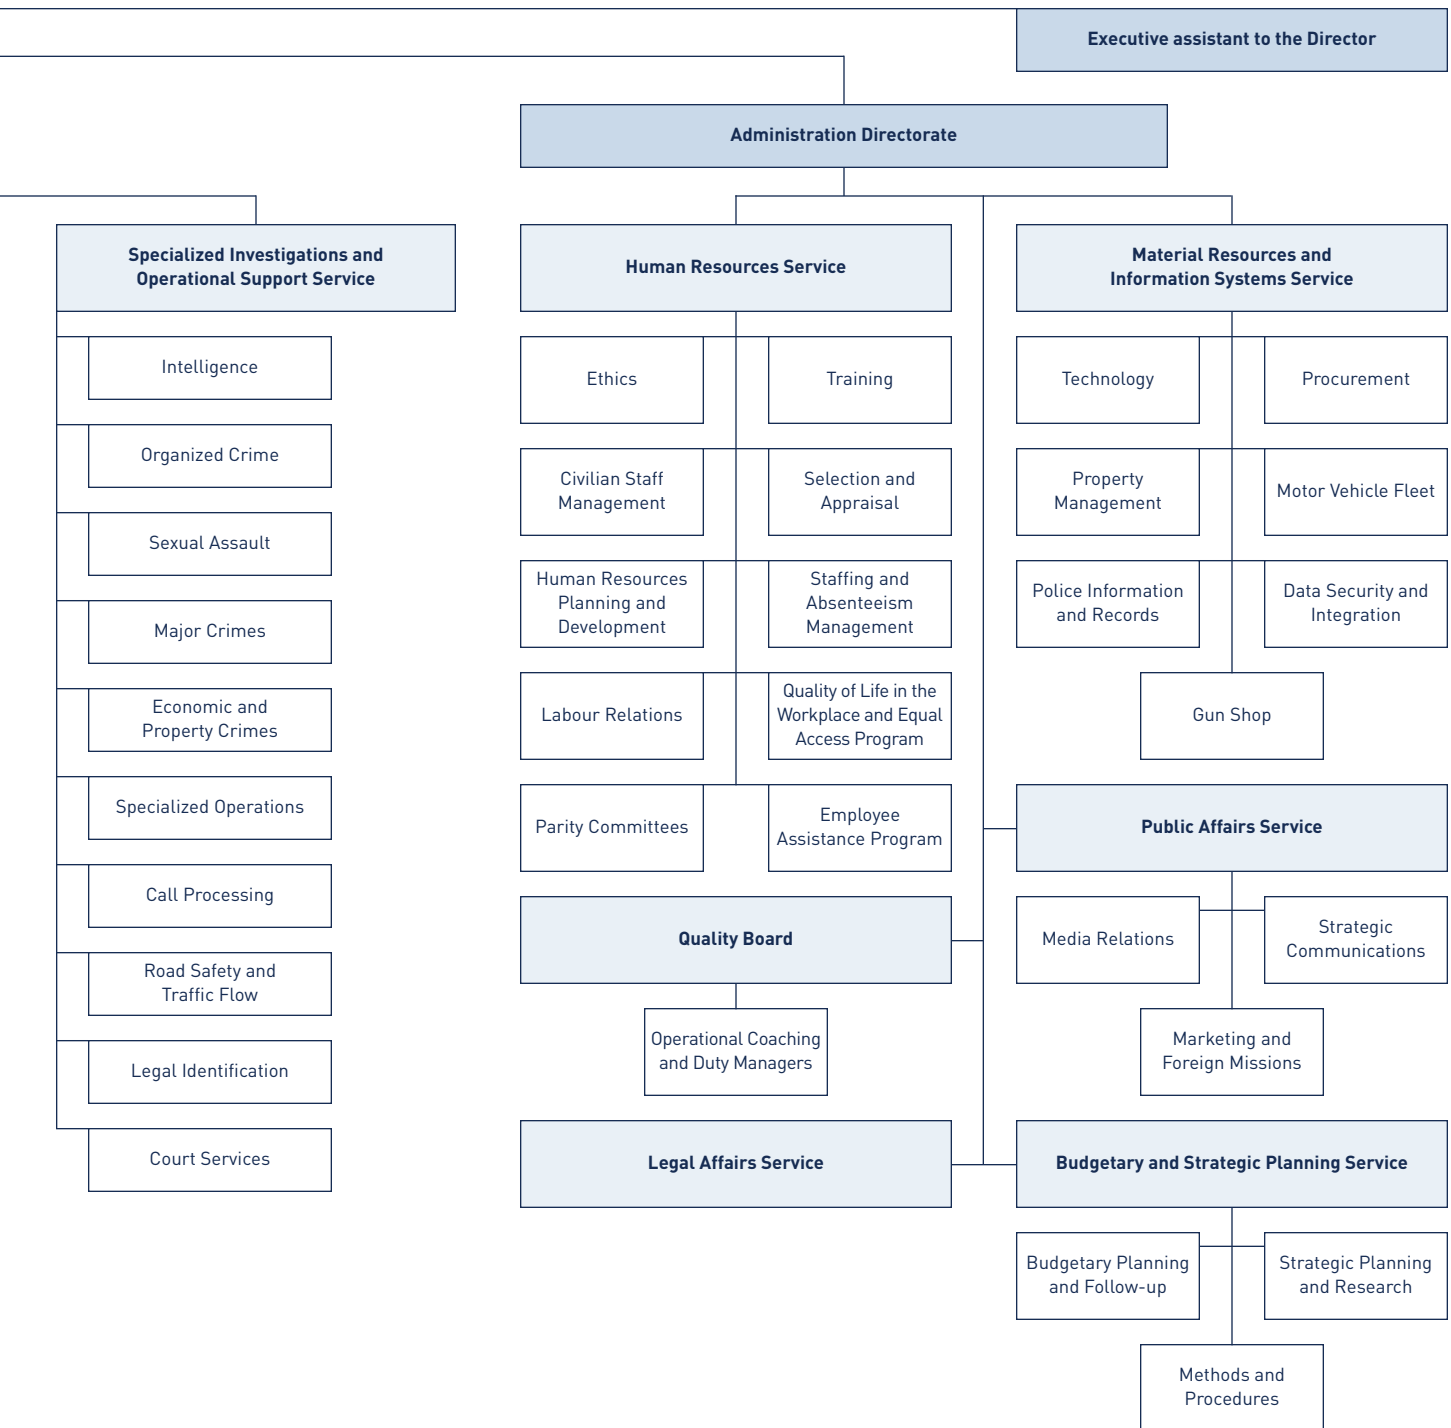 Executive assistant to the Director
Administration Directorate
Specialized Investigations and
Operational Support Service
Intelligence
Organized Crime
Sexual Assault
Major Crimes
Economic and
Property Crimes
Specialized Operations
Call Processing
Road Safety and
Traffic Flow
Legal Identification
Court Services
Human Resources Service
Ethics
Training
Civilian Staff
Management
Selection and
Appraisal
Human Resources
Planning and
Development
Staffing and
Absenteeism
Management
Labour Relations
Quality of Life in the
Workplace and Equal
Access Program
Parity Committees
Employee
Assistance Program
Quality Board
Operational Coaching
and Duty Managers
Legal Affairs Service
Material Resources and
Information Systems Service
Technology
Procurement
Property
Management
Motor Vehicle Fleet
Police Information
and Records
Data Security and
Integration
Gun Shop
Public Affairs Service
Media Relations
Strategic
Communications
Marketing and
Foreign Missions
Budgetary and Strategic Planning Service
Budgetary Planning
and Follow-up
Strategic Planning
and Research
Methods and
Procedures